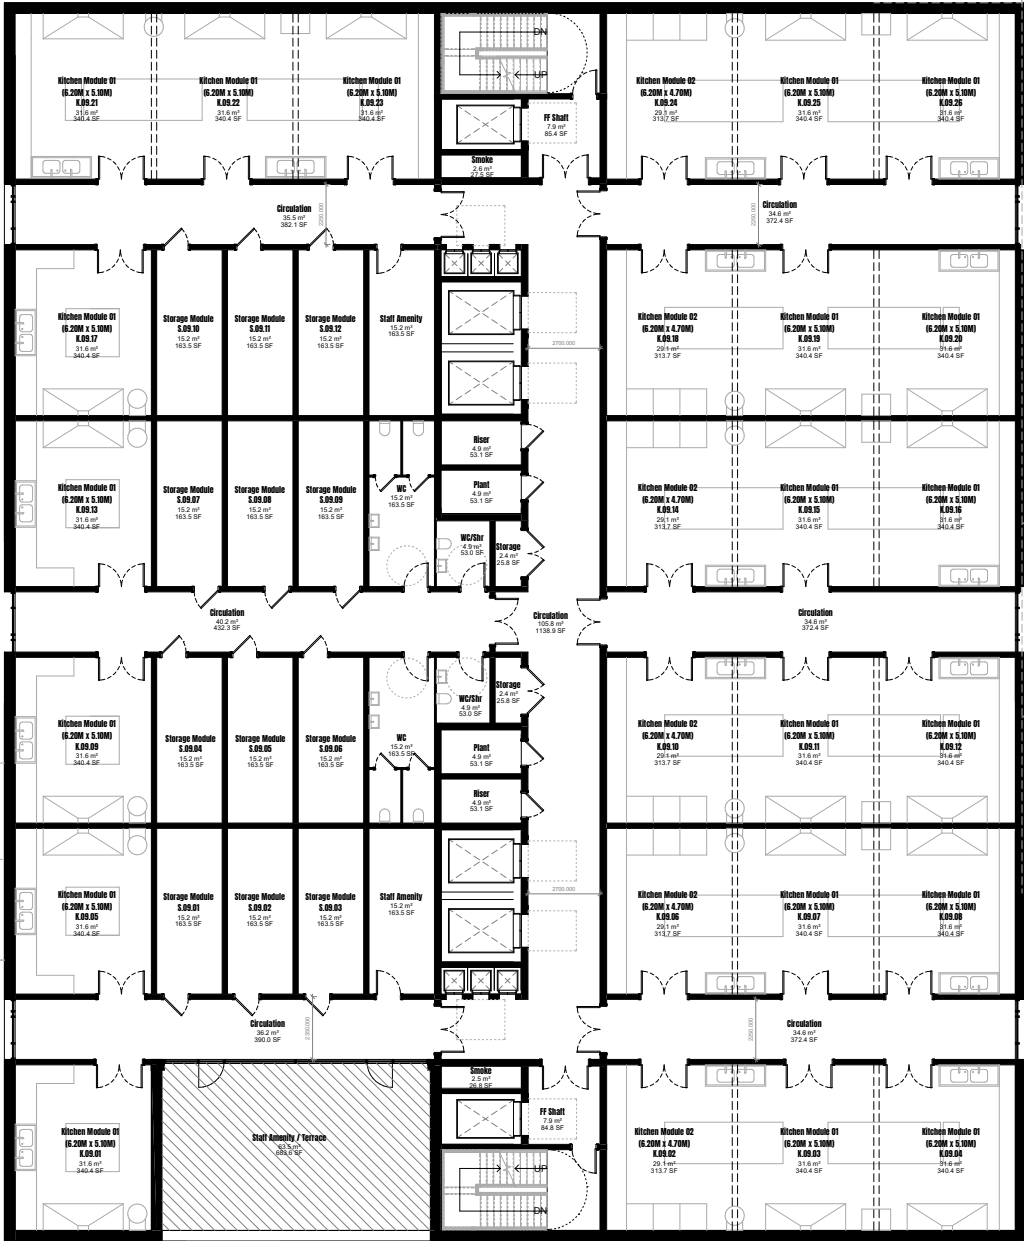 DN
UP
Kitchen Module 01
(6.20M x 5.10M)
K.09.21
31.6 m²
340.4 SF
Kitchen Module 01
(6.20M x 5.10M)
K.09.22
31.6 m²
340.4 SF
Kitchen Module 01
(6.20M x 5.10M)
K.09.23
31.6 m²
340.4 SF
FF Shaft
7.9 m²
85.4 SF
Smoke
2.6 m²
27.5 SF
Kitchen Module 02
(6.20M x 4.70M)
K.09.24
29.1 m²
313.7 SF
Kitchen Module 01
(6.20M x 5.10M)
K.09.25
31.6 m²
340.4 SF
Kitchen Module 01
(6.20M x 5.10M)
K.09.26
31.6 m²
340.4 SF
Circulation
35.5 m²
382.1 SF
2250.000
Circulation
34.6 m²
372.4 SF
Kitchen Module 01
(6.20M x 5.10M)
K.09.17
31.6 m²
340.4 SF
Storage Module
S.09.10
15.2 m²
163.5 SF
Storage Module
S.09.11
15.2 m²
163.5 SF
Storage Module
S.09.12
15.2 m²
163.5 SF
Staff Amenity
15.2 m²
163.5 SF
2700.000
Kitchen Module 02
(6.20M x 4.70M)
K.09.18
29.1 m²
313.7 SF
Kitchen Module 01
(6.20M x 5.10M)
K.09.19
31.6 m²
340.4 SF
Kitchen Module 01
(6.20M x 5.10M)
K.09.20
31.6 m²
340.4 SF
Kitchen Module 01
(6.20M x 5.10M)
K.09.13
31.6 m²
340.4 SF
Storage Module
S.09.07
15.2 m²
163.5 SF
Storage Module
S.09.08
15.2 m²
163.5 SF
Storage Module
S.09.09
15.2 m²
163.5 SF
WC
15.2 m²
163.5 SF
Riser
4.9 m²
53.1 SF
Plant
4.9 m²
53.1 SF
WC/Shr
4.9 m²
53.0 SF
Storage
2.4 m²
25.8 SF
Kitchen Module 02
(6.20M x 4.70M)
K.09.14
29.1 m²
313.7 SF
Kitchen Module 01
(6.20M x 5.10M)
K.09.15
31.6 m²
340.4 SF
Kitchen Module 01
(6.20M x 5.10M)
K.09.16
31.6 m²
340.4 SF
Circulation
40.2 m²
432.3 SF
Circulation
105.8 m²
1138.9 SF
Circulation
34.6 m²
372.4 SF
Kitchen Module 01
(6.20M x 5.10M)
K.09.09
31.6 m²
340.4 SF
Storage Module
S.09.04
15.2 m²
163.5 SF
Storage Module
S.09.05
15.2 m²
163.5 SF
Storage Module
S.09.06
15.2 m²
163.5 SF
WC
15.2 m²
163.5 SF
WC/Shr
4.9 m²
53.0 SF
Storage
2.4 m²
25.8 SF
Plant
4.9 m²
53.1 SF
Riser
4.9 m²
53.1 SF
Kitchen Module 02
(6.20M x 4.70M)
K.09.10
29.1 m²
313.7 SF
Kitchen Module 01
(6.20M x 5.10M)
K.09.11
31.6 m²
340.4 SF
Kitchen Module 01
(6.20M x 5.10M)
K.09.12
31.6 m²
340.4 SF
Kitchen Module 01
(6.20M x 5.10M)
K.09.05
31.6 m²
340.4 SF
Storage Module
S.09.01
15.2 m²
163.5 SF
Storage Module
S.09.02
15.2 m²
163.5 SF
Storage Module
S.09.03
15.2 m²
163.5 SF
Staff Amenity
15.2 m²
163.5 SF
2700.000
Kitchen Module 02
(6.20M x 4.70M)
K.09.06
29.1 m²
313.7 SF
Kitchen Module 01
(6.20M x 5.10M)
K.09.07
31.6 m²
340.4 SF
Kitchen Module 01
(6.20M x 5.10M)
K.09.08
31.6 m²
340.4 SF
Circulation
36.2 m²
390.0 SF
2250.000
Circulation
34.6 m²
372.4 SF
Kitchen Module 01
(6.20M x 5.10M)
K.09.01
31.6 m²
340.4 SF
Staff Amenity / Terrace
63.5 m²
683.6 SF
Smoke
2.5 m²
26.8 SF
FF Shaft
7.9 m²
84.8 SF
UP
DN
Kitchen Module 02
(6.20M x 4.70M)
K.09.02
29.1 m²
313.7 SF
Kitchen Module 01
(6.20M x 5.10M)
K.09.03
31.6 m²
340.4 SF
Kitchen Module 01
(6.20M x 5.10M)
K.09.04
31.6 m²
340.4 SF